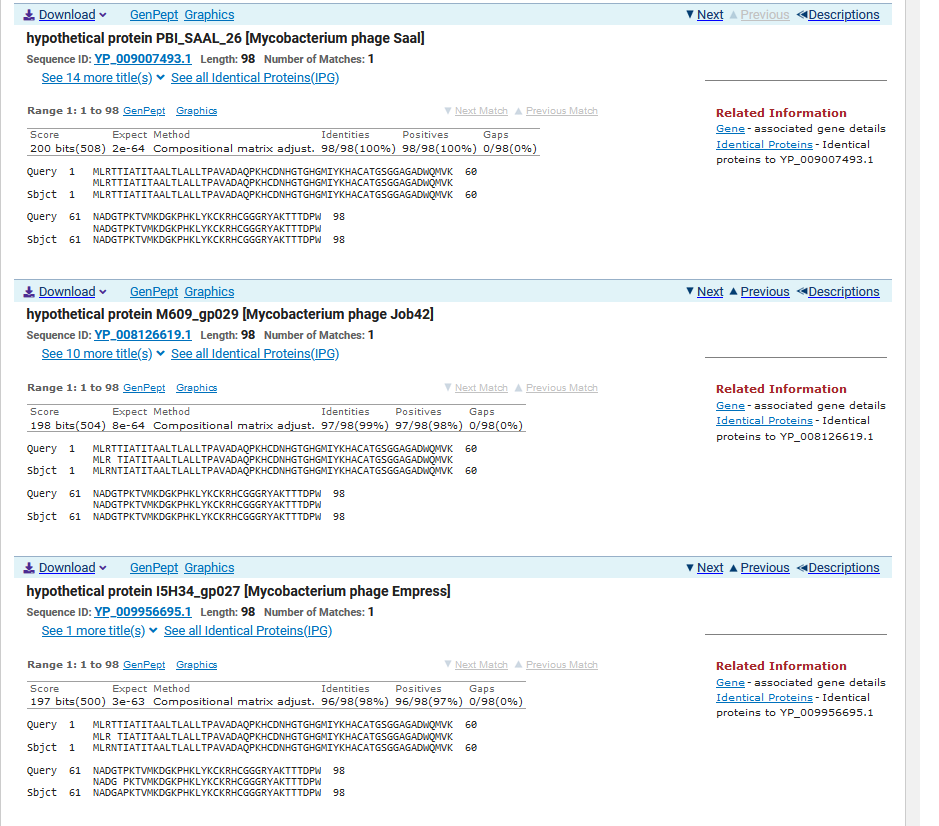 Download GenPept Graphics Next Previous Descriptions
hypothetical protein PBI_SAAL_26 [Mycobacterium phage Saal]
Sequence ID: YP_009007493.1 Length: 98 Number of Matches: 1
See 14 more title(s) See all Identical Proteins(IPG)
Range 1: 1 to 98 GenPept Graphics Next Match Previous Match
Score Expect Method Identities Positives Gaps
200 bits(508) 2e-64 Compositional matrix adjust. 98/98(100%) 98/98(100%) 0/98(0%)
Query 1 MLRTTIATITAALTLALLTPAVADAQPKHCDNHGTGHGMIYKHACATGSGGAGADWQMVK 60
MLRTTIATITAALTLALLTPAVADAQPKHCDNHGTGHGMIYKHACATGSGGAGADWQMVK
Sbjct 1 MLRTTIATITAALTLALLTPAVADAQPKHCDNHGTGHGMIYKHACATGSGGAGADWQMVK 60
Query 61 NADGTPKTVMKDGKPHKLYKCKRHCGGGRYAKTTTDPW 98
NADGTPKTVMKDGKPHKLYKCKRHCGGGRYAKTTTDPW
Sbjct 61 NADGTPKTVMKDGKPHKLYKCKRHCGGGRYAKTTTDPW 98
Related Information
Gene - associated gene details
Identical Proteins - Identical
proteins to YP_009007493.1
Download GenPept Graphics Next Previous Descriptions
hypothetical protein M609_gp029 [Mycobacterium phage Job42]
Sequence ID: YP_008126619.1 Length: 98 Number of Matches: 1
See 10 more title(s) See all Identical Proteins(IPG)
Range 1: 1 to 98 GenPept Graphics Next Match Previous Match
Score Expect Method Identities Positives Gaps
198 bits(504) 8e-64 Compositional matrix adjust. 97/98(99%) 97/98(98%) 0/98(0%)
Query 1 MLRTTIATITAALTLALLTPAVADAQPKHCDNHGTGHGMIYKHACATGSGGAGADWQMVK 60
MLR TIATITAALTLALLTPAVADAQPKHCDNHGTGHGMIYKHACATGSGGAGADWQMVK
Sbjct 1 MLRNTIATITAALTLALLTPAVADAQPKHCDNHGTGHGMIYKHACATGSGGAGADWQMVK 60
Query 61 NADGTPKTVMKDGKPHKLYKCKRHCGGGRYAKTTTDPW 98
NADGTPKTVMKDGKPHKLYKCKRHCGGGRYAKTTTDPW
Sbjct 61 NADGTPKTVMKDGKPHKLYKCKRHCGGGRYAKTTTDPW 98
Related Information
Gene - associated gene details
Identical Proteins - Identical
proteins to YP_008126619.1
Download GenPept Graphics Next Previous Descriptions
hypothetical protein I5H34_gp027 [Mycobacterium phage Empress]
Sequence ID: YP_009956695.1 Length: 98 Number of Matches: 1
See 1 more title(s) See all Identical Proteins(IPG)
Range 1: 1 to 98 GenPept Graphics Next Match Previous Match
Score Expect Method Identities Positives Gaps
197 bits(500) 3e-63 Compositional matrix adjust. 96/98(98%) 96/98(97%) 0/98(0%)
Query 1 MLRTTIATITAALTLALLTPAVADAQPKHCDNHGTGHGMIYKHACATGSGGAGADWQMVK 60
MLR TIATITAALTLALLTPAVADAQPKHCDNHGTGHGMIYKHACATGSGGAGADWQMVK
Sbjct 1 MLRNTIATITAALTLALLTPAVADAQPKHCDNHGTGHGMIYKHACATGSGGAGADWQMVK 60
Query 61 NADGTPKTVMKDGKPHKLYKCKRHCGGGRYAKTTTDPW 98
NADG PKTVMKDGKPHKLYKCKRHCGGGRYAKTTTDPW
Sbjct 61 NADGAPKTVMKDGKPHKLYKCKRHCGGGRYAKTTTDPW 98
Related Information
Gene - associated gene details
Identical Proteins - Identical
proteins to YP_009956695.1